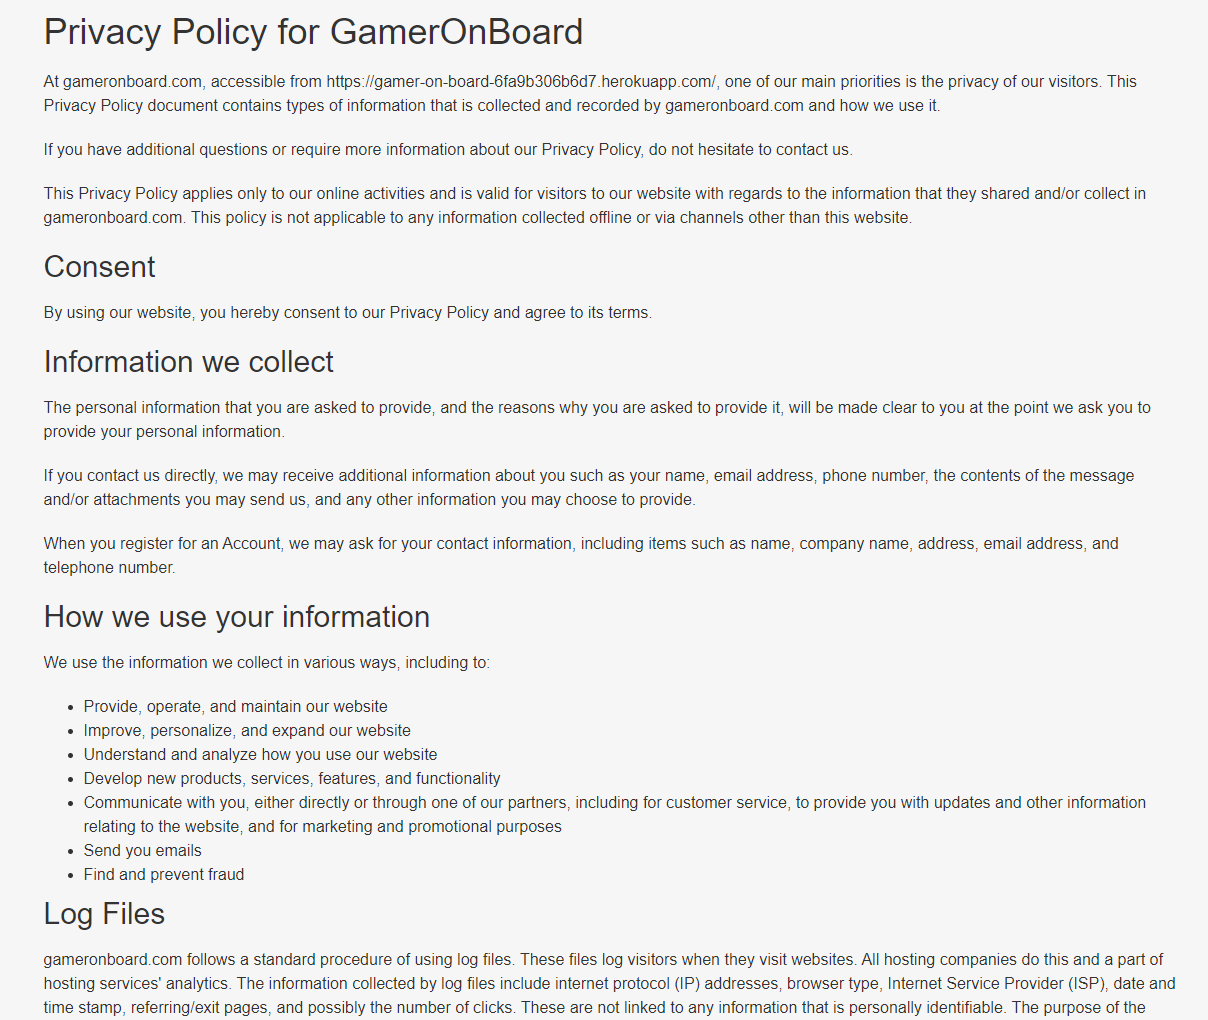 Privacy Policy for GamerOnBoard
At gameronboard.com, accessible from https://gamer-on-board-6fa9b306b6d7.herokuapp.com/, one of our main priorities is the privacy of our visitors. This
Privacy Policy document contains types of information that is collected and recorded by gameronboard.com and how we use it.
If you have additional questions or require more information about our Privacy Policy, do not hesitate to contact us.
This Privacy Policy applies only to our online activities and is valid for visitors to our website with regards to the information that they shared and/or collect in
gameronboard.com. This policy is not applicable to any information collected offline or via channels other than this website.
Consent
By using our website, you hereby consent to our Privacy Policy and agree to its terms.
Information we collect
The personal information that you are asked to provide, and the reasons why you are asked to provide it, will be made clear to you at the point we ask you to
provide your personal information.
If you contact us directly, we may receive additional information about you such as your name, email address, phone number, the contents of the message
and/or attachments you may send us, and any other information you may choose to provide.
When you register for an Account, we may ask for your contact information, including items such as name, company name, address, email address, and
telephone number.
How we use your information
We use the information we collect in various ways, including to:
• Provide, operate, and maintain our website
• Improve, personalize, and expand our website
• Understand and analyze how you use our website
• Develop new products, services, features, and functionality
• Communicate with you, either directly or through one of our partners, including for customer service, to provide you with updates and other information
relating to the website, and for marketing and promotional purposes
• Send you emails
• Find and prevent fraud
Log Files
gameronboard.com follows a standard procedure of using log files. These files log visitors when they visit websites. All hosting companies do this and a part of
hosting services' analytics. The information collected by log files include internet protocol (IP) addresses, browser type, Internet Service Provider (ISP), date and
time stamp, referring/exit pages, and possibly the number of clicks. These are not linked to any information that is personally identifiable. The purpose of the